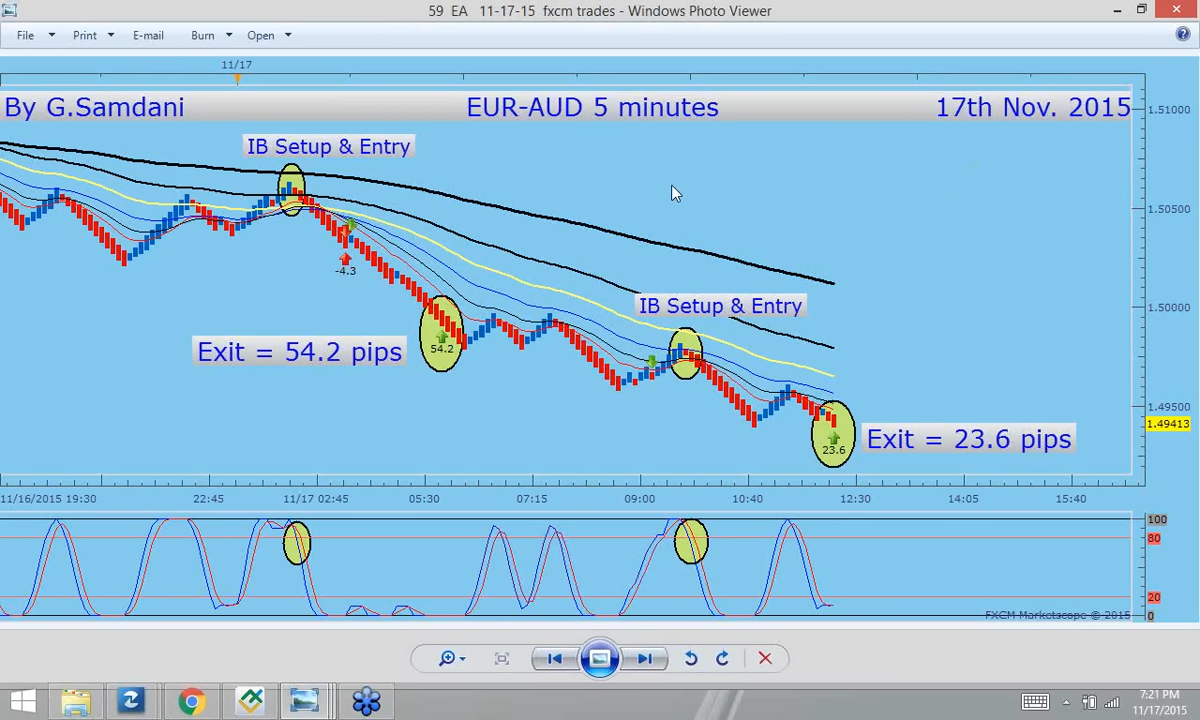 59 EA 11-17-15 fxcm trades - Windows Photo Viewer
File Print E-mail Burn Open
11/17
By G.Samdani EUR-AUD 5 minutes 17th Nov. 2015
1.51000
IB Setup & Entry
1.50500
-4.3
1.50000
IB Setup & Entry
Exit = 54.2 pips
54.2
1.49500
1.49413
Exit = 23.6 pips
23.6
11/16/2015 19:30 22:45 11/17 02:45 05:30 07:15 09:00 10:40 12:30 14:05 15:40
100
80
20
0
FXCM Marketscope © 2015
7:21 PM
11/17/2015